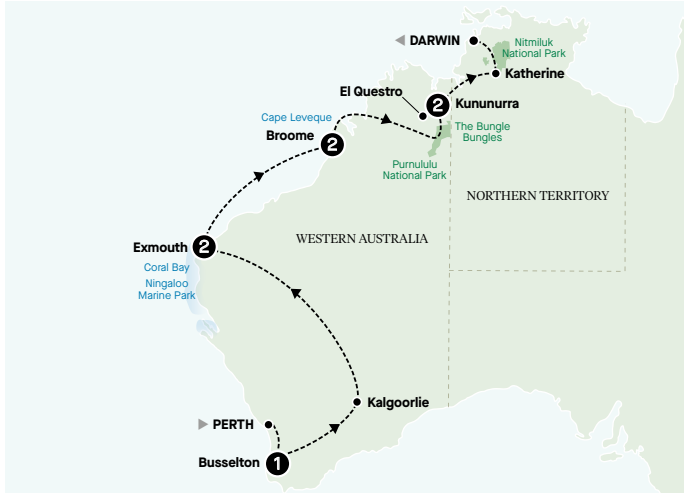 DARWIN
Nitmiluk
National Park
Katherine
El Questro
2
Kununurra
Cape Leveque
Broome
2
The Bungle
Bungles
Purnululu
National Park
NORTHERN TERRITORY
WESTERN AUSTRALIA
Exmouth
2
Coral Bay
Ningaloo
Marine Park
Kalgoorlie
PERTH
Busselton
1